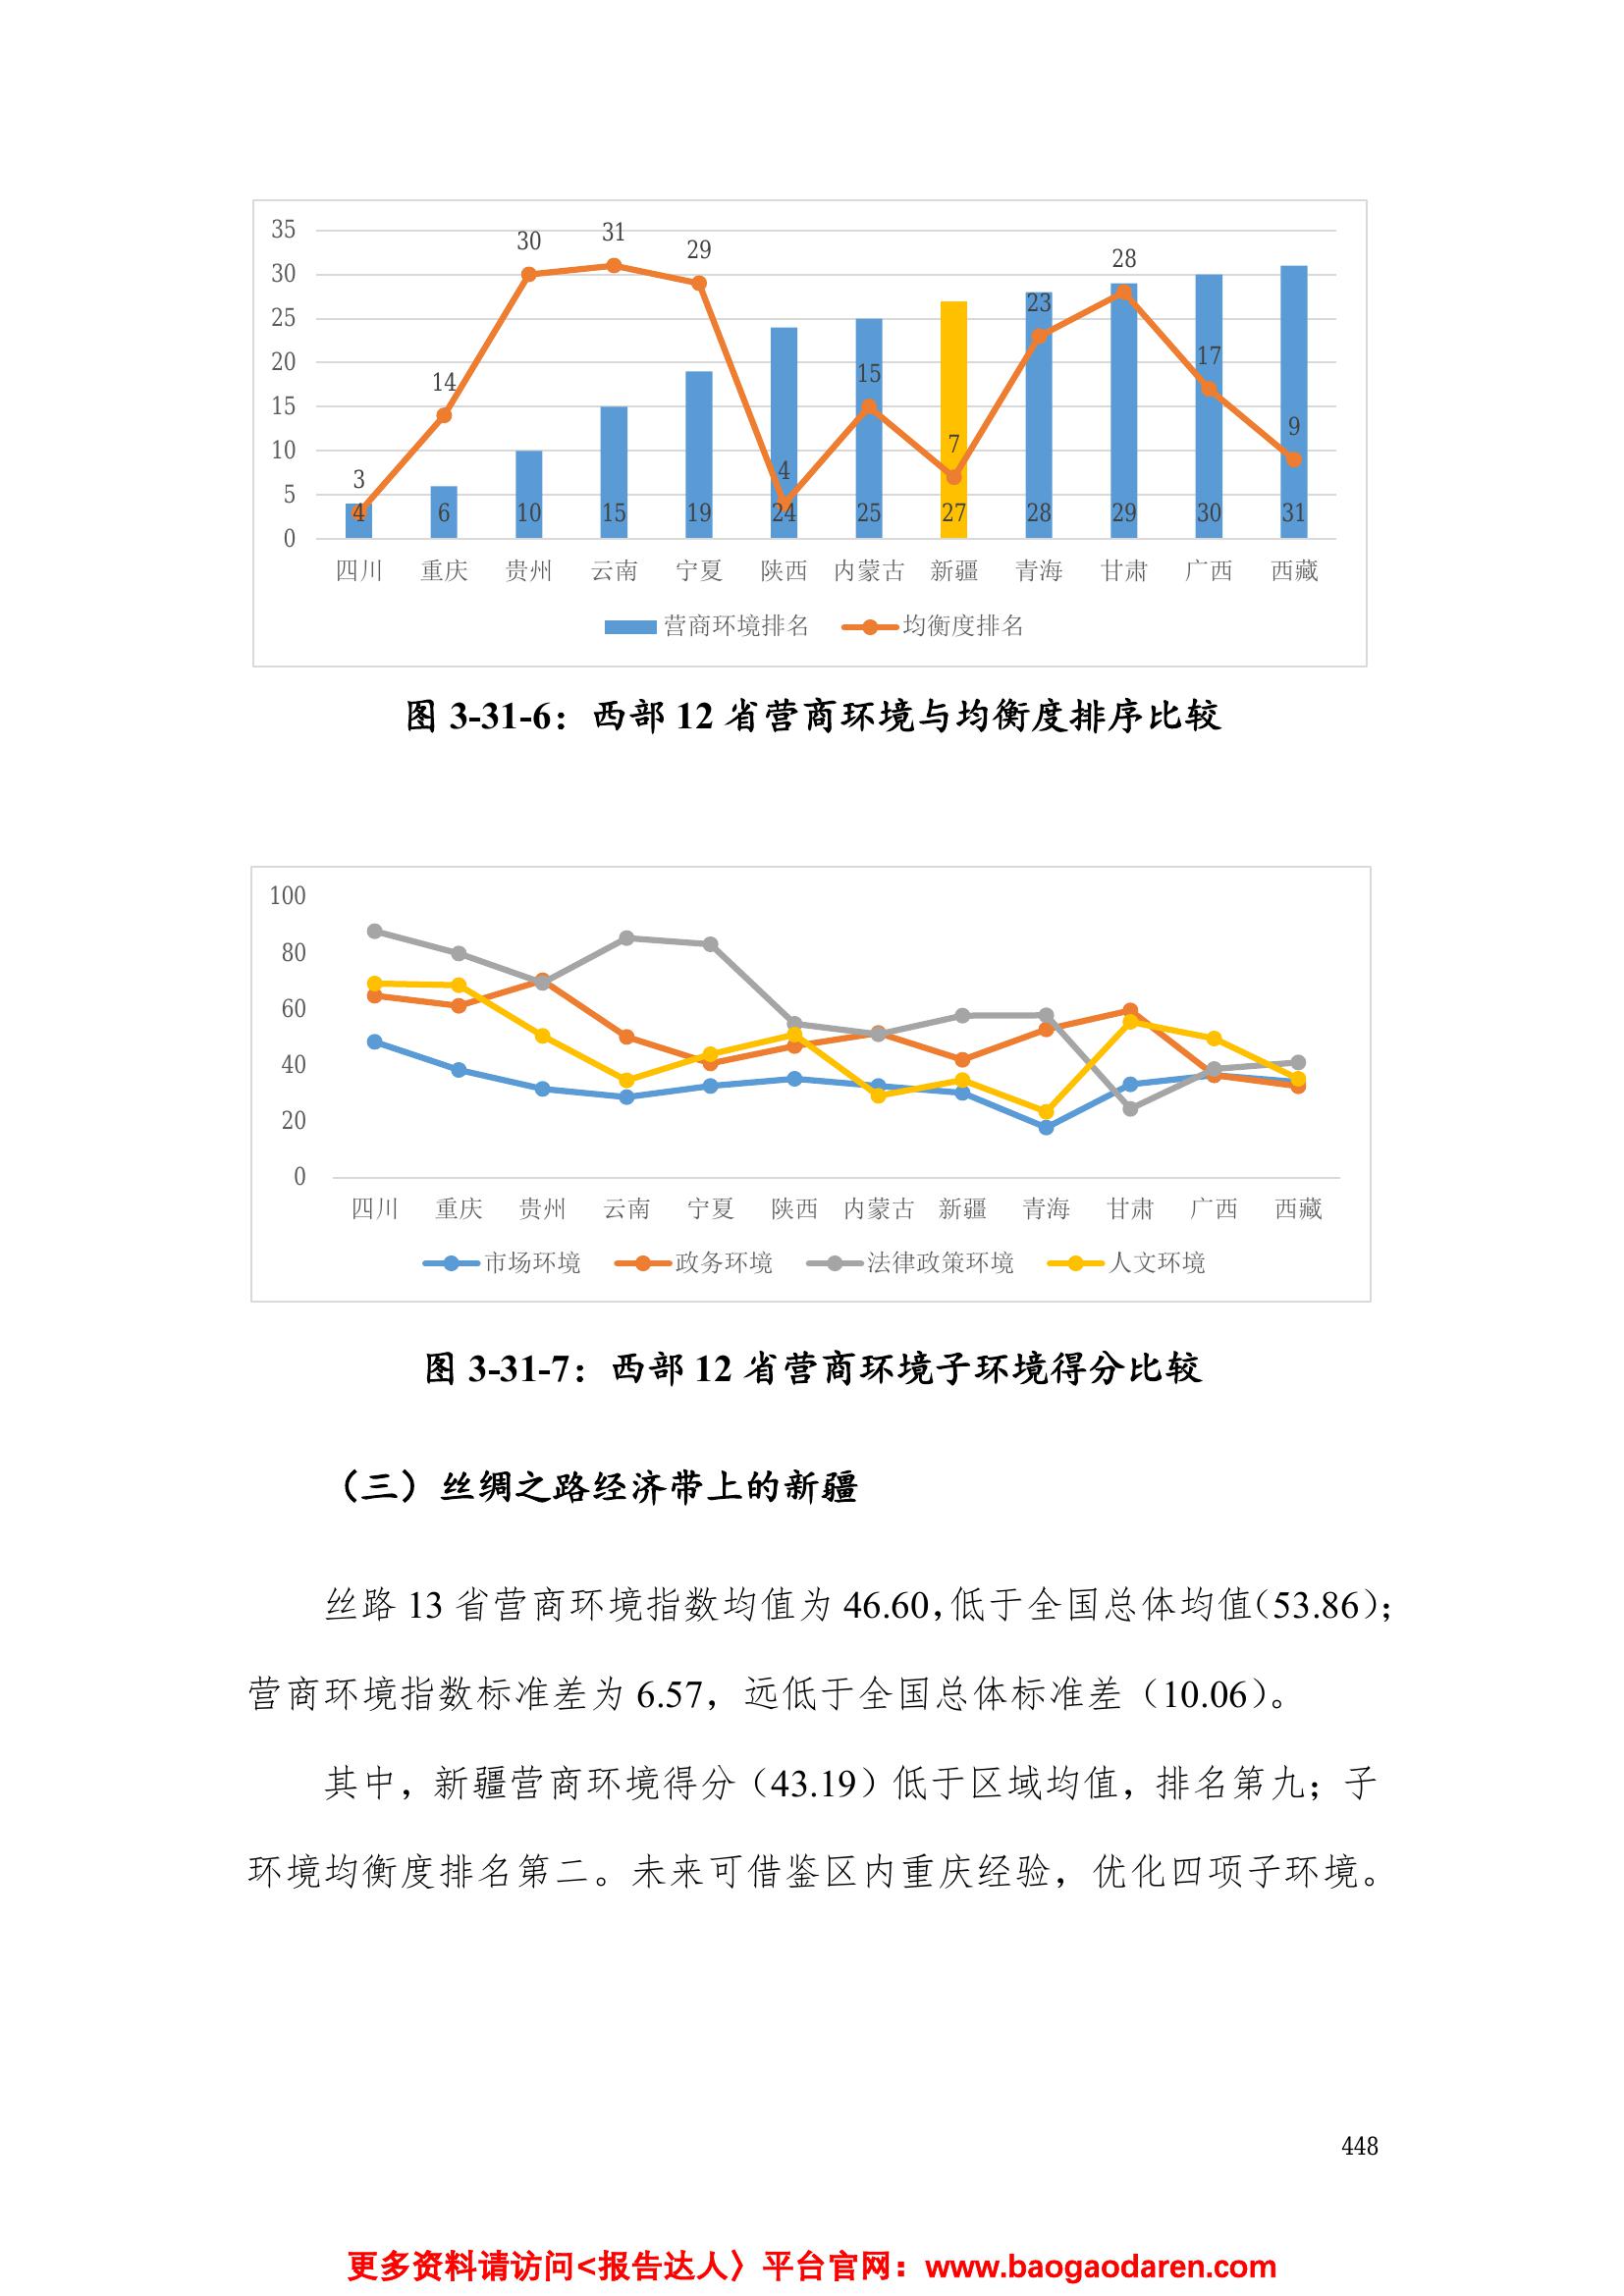 35
30
25
20
15
10
5
0
3 14 30 31 29 4 15 7 23 28 17 9
4 6 10 15 19 24 25 27 28 29 30 31
四川 重庆 贵州 云南 宁夏 陕西 内蒙古 新疆 青海 甘肃 广西 西藏
营商环境排名 均衡度排名
图 3-31-6：西部 12 省营商环境与均衡度排序比较
100
80
60
40
20
0
四川 重庆 贵州 云南 宁夏 陕西 内蒙古 新疆 青海 甘肃 广西 西藏
市场环境 政务环境 法律政策环境 人文环境
图 3-31-7：西部 12 省营商环境子环境得分比较
（三）丝绸之路经济带上的新疆
丝路 13 省营商环境指数均值为 46.60，低于全国总体均值（53.86）；
营商环境指数标准差为 6.57，远低于全国总体标准差（10.06）。
其中，新疆营商环境得分（43.19）低于区域均值，排名第九；子
环境均衡度排名第二。未来可借鉴区内重庆经验，优化四项子环境。
448
更多资料请访问<报告达人〉平台官网：www.baogaodaren.com